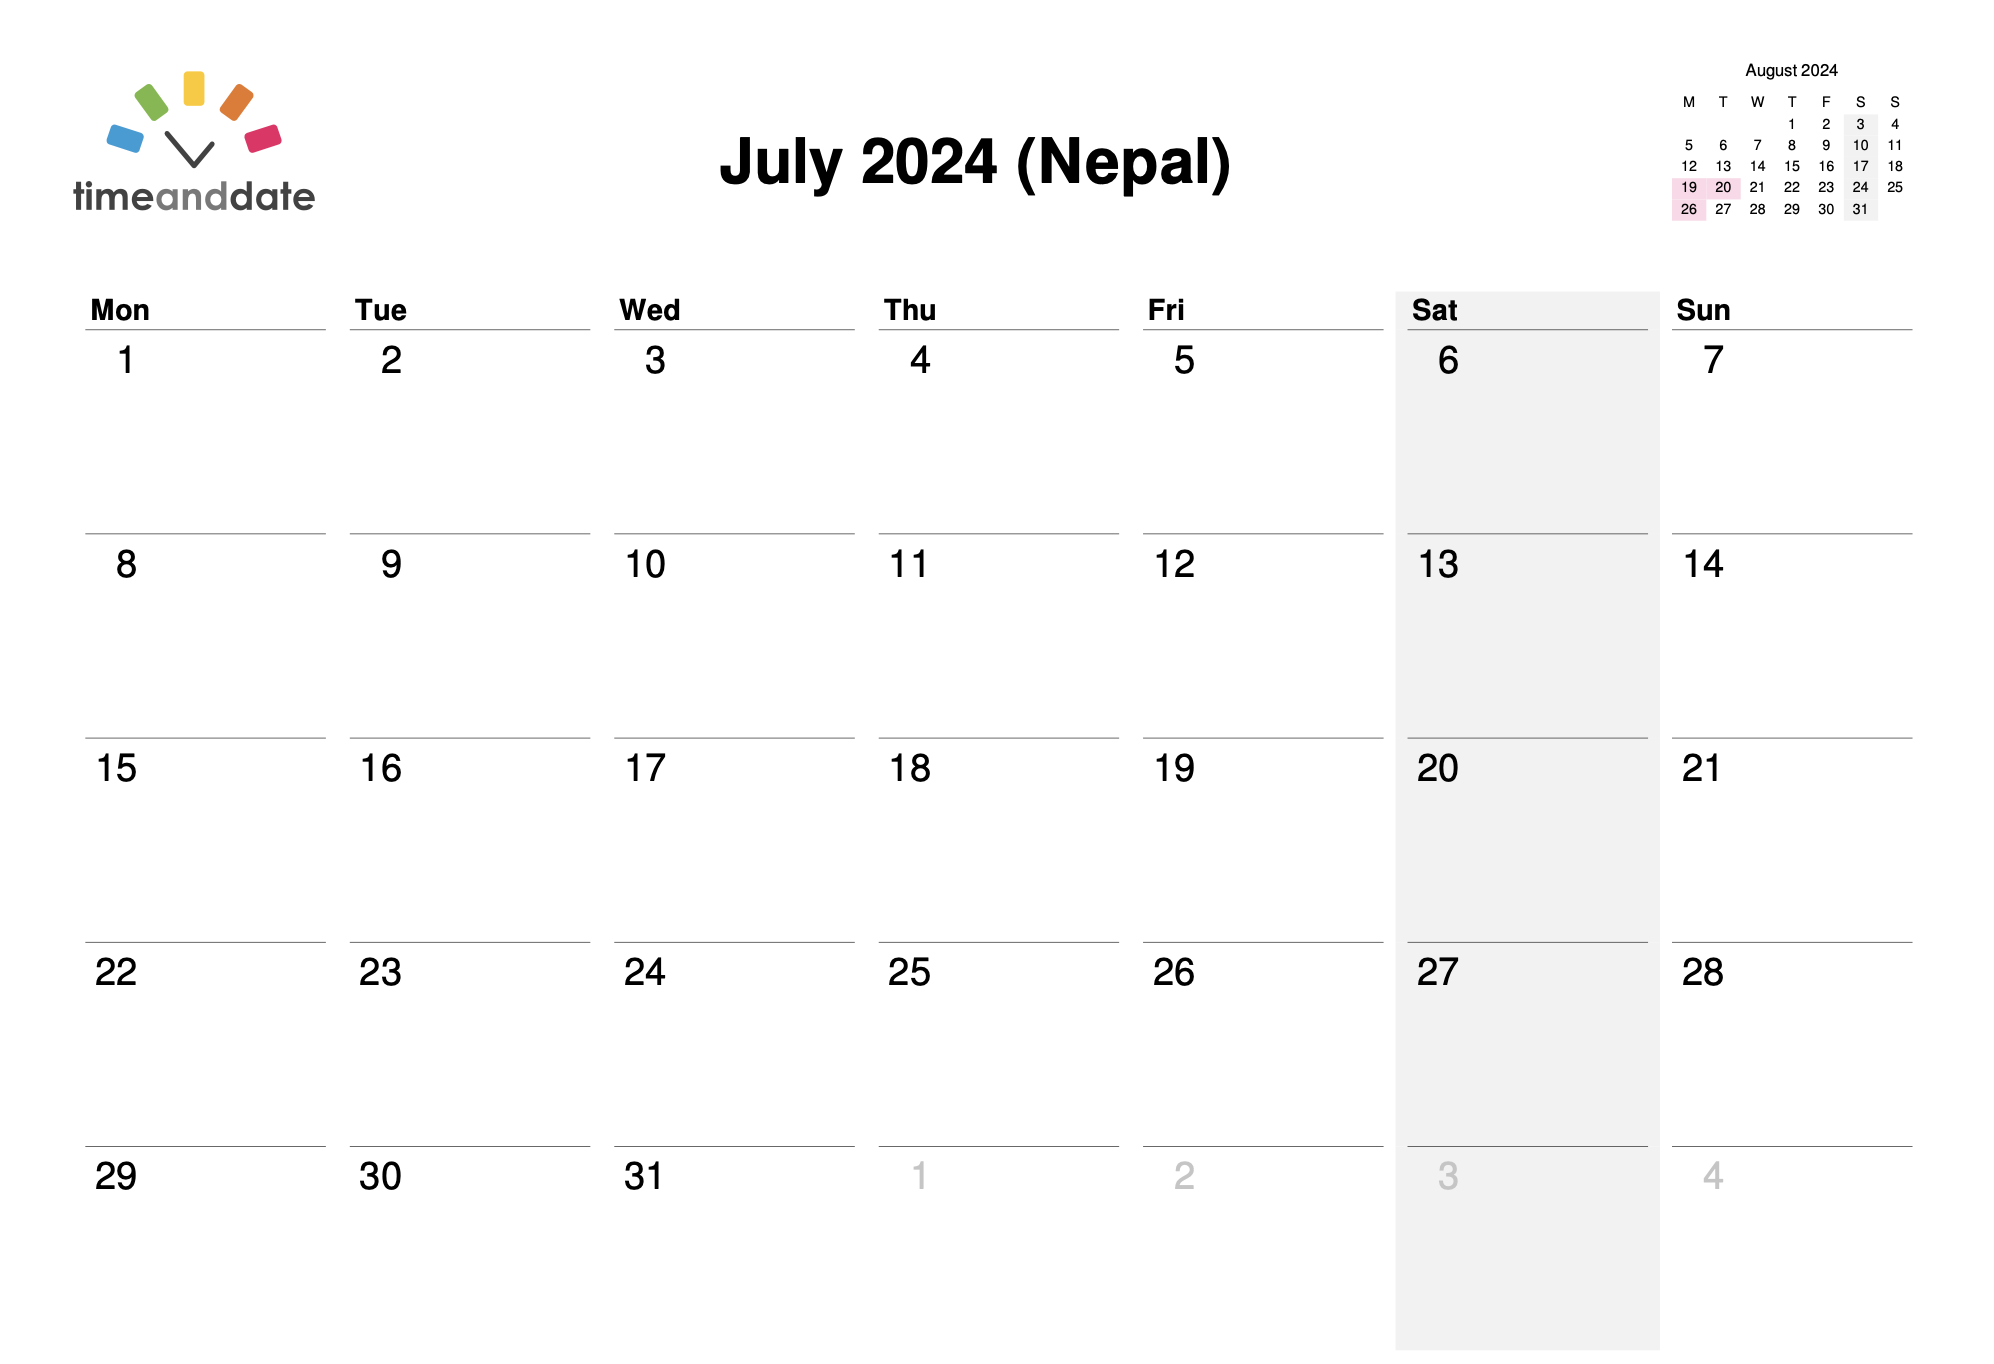 timeanddate
July 2024 (Nepal)
August 2024
M T W T F S S
1 2 3 4
5 6 7 8 9 10 11
12 13 14 15 16 17 18
19 20 21 22 23 24 25
26 27 28 29 30 31
Mon Tue Wed Thu Fri Sat Sun
1 2 3 4 5 6 7
8 9 10 11 12 13 14
15 16 17 18 19 20 21
22 23 24 25 26 27 28
29 30 31 1 2 3 4